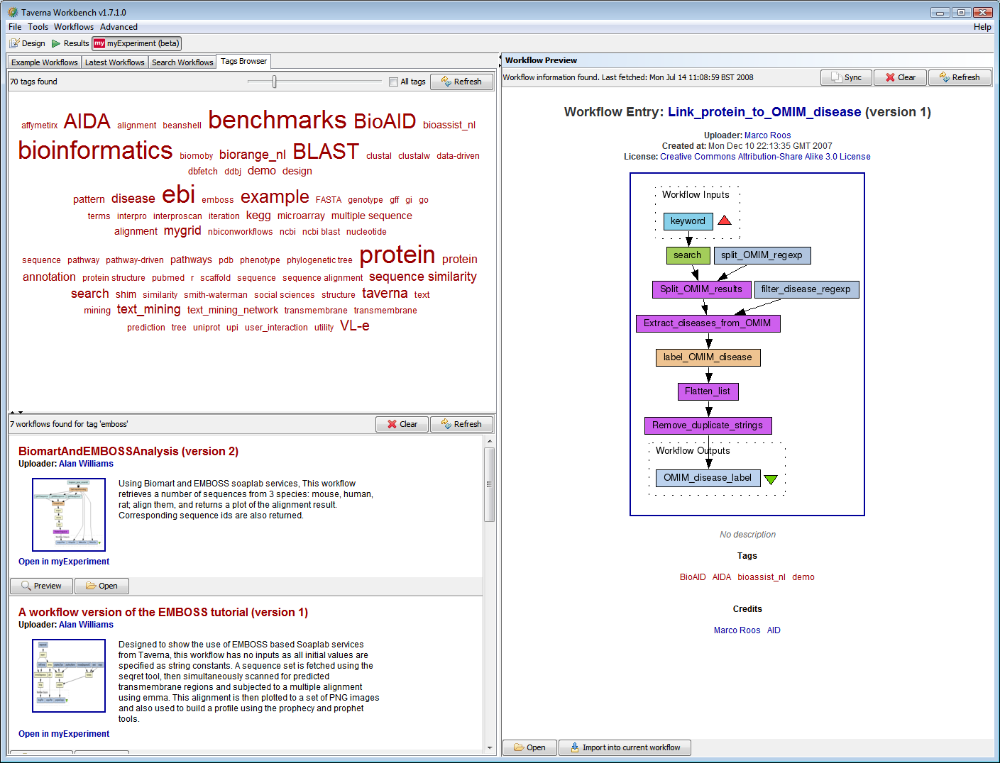 Taverna Workbench v1.7.1.0
File Tools Workflows Advanced Help
Design Results my myExperiment (beta)
Example Workflows Latest Workflows Search Workflows Tags Browser
70 tags found All tags Refresh
affymetirx AIDA alignment beanshell benchmarks BioAID bioassist_nl
bioinformatics biomoby biorange_nl BLAST clustal clustalw data-driven
dbfetch ddbj demo design
pattern disease ebi emboss example FASTA genotype gff gi go
terms interpro interproscan iteration kegg microarray multiple sequence
alignment mygrid nbiconworkflows ncbi ncbi blast nucleotide
sequence pathway pathway-driven pathways pdb phenotype phylogenetic tree protein protein
annotation protein structure pubmed r scaffold sequence sequence alignment sequence similarity
search shim similarity smith-waterman social sciences structure taverna text
mining text_mining text_mining_network transmembrane transmembrane
prediction tree uniprot upi user_interaction utility VL-e
7 workflows found for tag 'emboss' Clear Refresh
BiomartAndEMBOSSAnalysis (version 2)
Uploader: Alan Williams
Using Biomart and EMBOSS soaplab services, This workflow
retrieves a number of sequences from 3 species: mouse, human,
rat; align them, and returns a plot of the alignment result.
Corresponding sequence ids are also returned.
Open in myExperiment
Preview Open
A workflow version of the EMBOSS tutorial (version 1)
Uploader: Alan Williams
Designed to show the use of EMBOSS based Soaplab services
from Taverna, this workflow has no inputs as all initial values are
specified as string constants. A sequence set is fetched using the
seqret tool, then simultaneously scanned for predicted
transmembrane regions and subjected to a multiple alignment
using emma. This alignment is then plotted to a set of PNG images
and also used to build a profile using the prophecy and prophet
tools.
Open in myExperiment
Workflow Preview
Workflow information found. Last fetched: Mon Jul 14 11:08:59 BST 2008 Sync Clear Refresh
Workflow Entry: Link_protein_to_OMIM_disease (version 1)
Uploader: Marco Roos
Created at: Mon Dec 10 22:13:35 GMT 2007
License: Creative Commons Attribution-Share Alike 3.0 License
Workflow Inputs
keyword
search split_OMIM_regexp
Split_OMIM_results filter_disease_regexp
Extract_diseases_from_OMIM
label_OMIM_disease
Flatten_list
Remove_duplicate_strings
Workflow Outputs
OMIM_disease_label
No description
Tags
BioAID AIDA bioassist_nl demo
Credits
Marco Roos AID
Open Import into current workflow